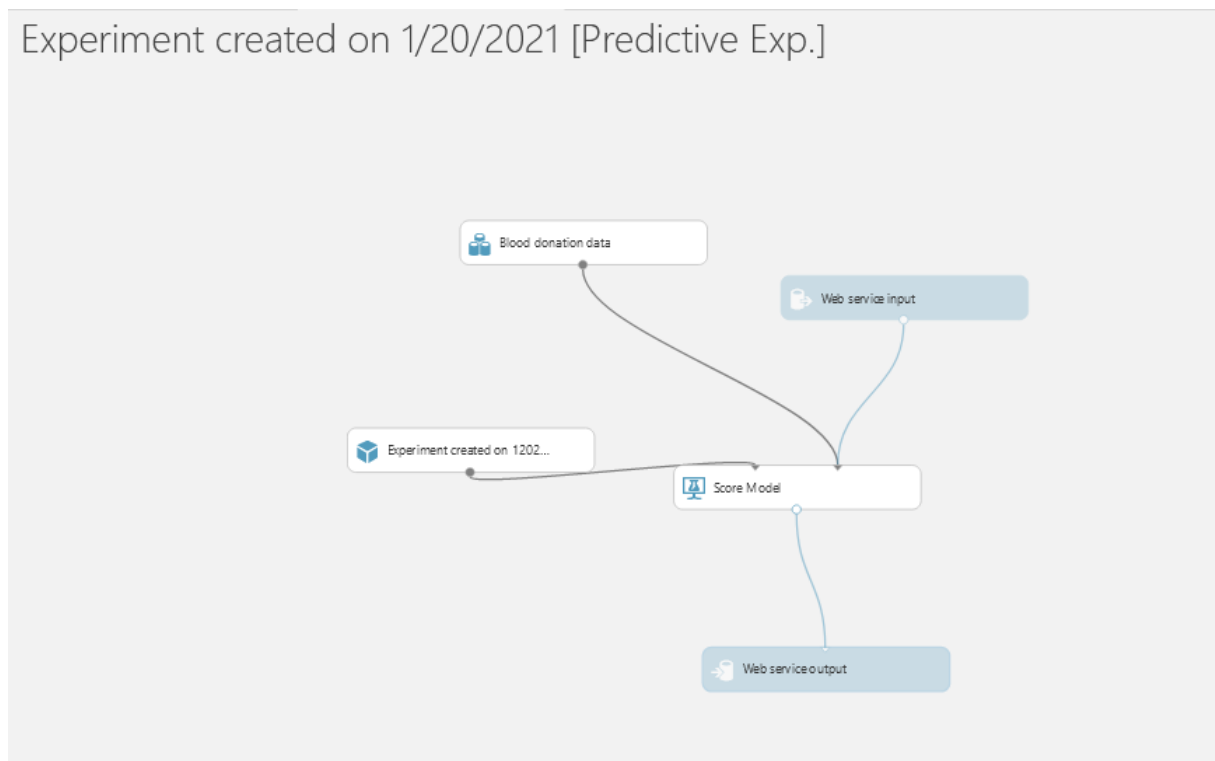 Experiment created on 1/20/2021 [Predictive Exp.]
Blood donation data
Web service input
Experiment created on 1202...
Score Model
Web service output